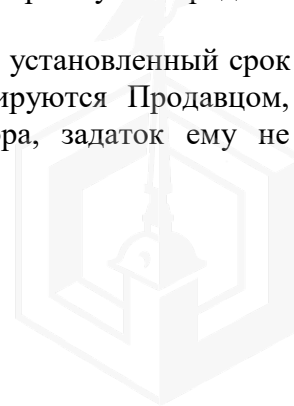 установленный срок
ируются Продавцом,
ра, задаток ему не